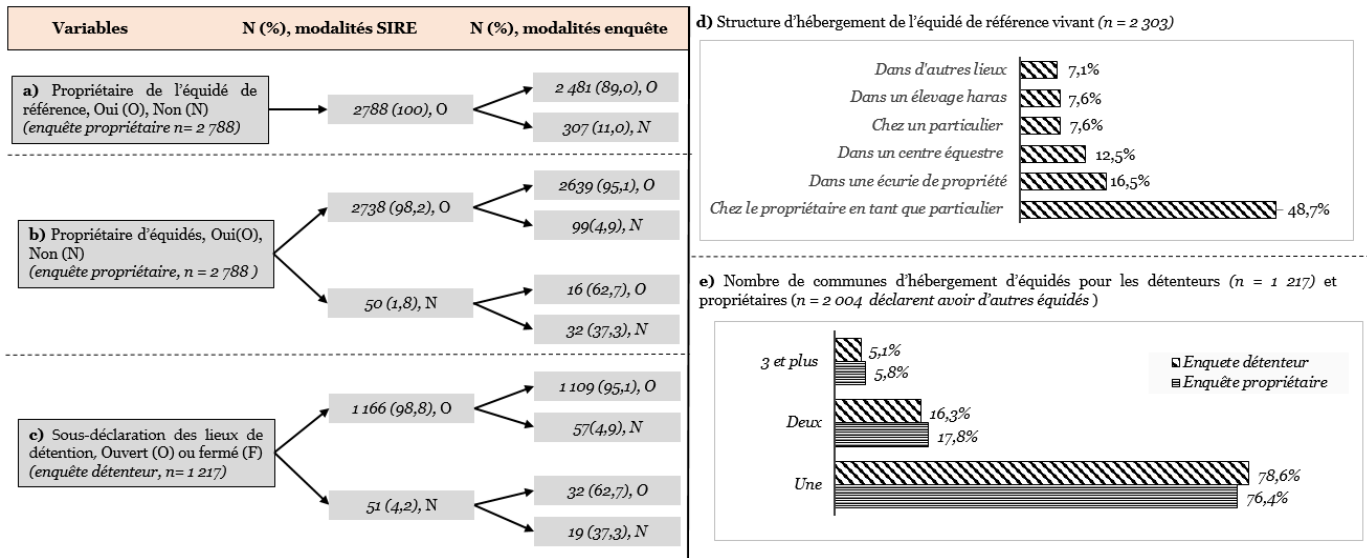 Variables N (%), modalités SIRE N (%), modalités enquête
a) Propriétaire de l'équidé de
référence, Oui (O), Non (N)
(enquête propriétaire n= 2 788)
2788 (100), O
2 481 (89,0), O
307 (11,0), N
b) Propriétaire d'équidés, Oui(O),
Non (N)
(enquête propriétaire, n = 2 788 )
2738 (98,2), O
2639 (95,1), O
99(4,9), N
50 (1,8), N
16 (62,7), O
32 (37,3), N
c) Sous-déclaration des lieux de
détention, Ouvert (O) ou fermé (F)
(enquête détenteur, n= 1 217)
1 166 (98,8), O
1 109 (95,1), O
57(4,9), N
51 (4,2), N
32 (62,7), O
19 (37,3), N
d) Structure d'hébergement de l'équidé de référence vivant (n = 2 303)
Dans d'autres lieux 7,1%
Dans un élevage haras 7,6%
Chez un particulier 7,6%
Dans un centre équestre 12,5%
Dans une écurie de propriété 16,5%
Chez le propriétaire en tant que particulier 48,7%
e) Nombre de communes d'hébergement d'équidés pour les détenteurs (n = 1 217) et
propriétaires (n = 2 004 déclarent avoir d'autres équidés )
3 et plus 5,1%
5,8%
Enquete détenteur
Enquête propriétaire
Deux 16,3%
17,8%
Une 78,6%
76,4%